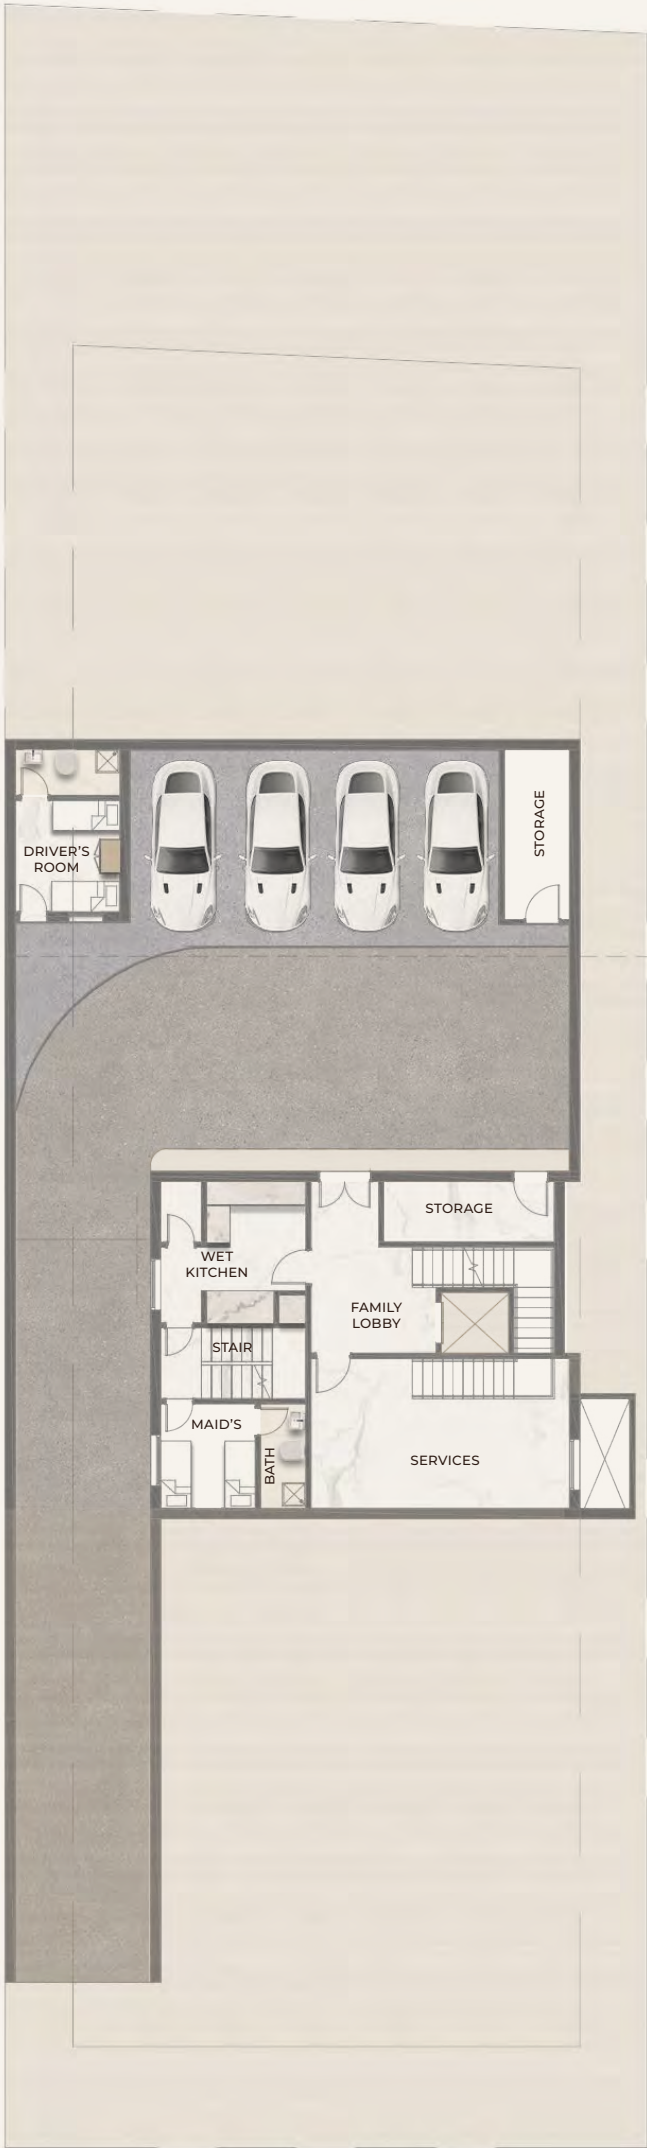 STORAGE
DRIVER'S
ROOM
STORAGE
WET
KITCHEN
FAMILY
LOBBY
STAIR
MAID'S
BATH
SERVICES